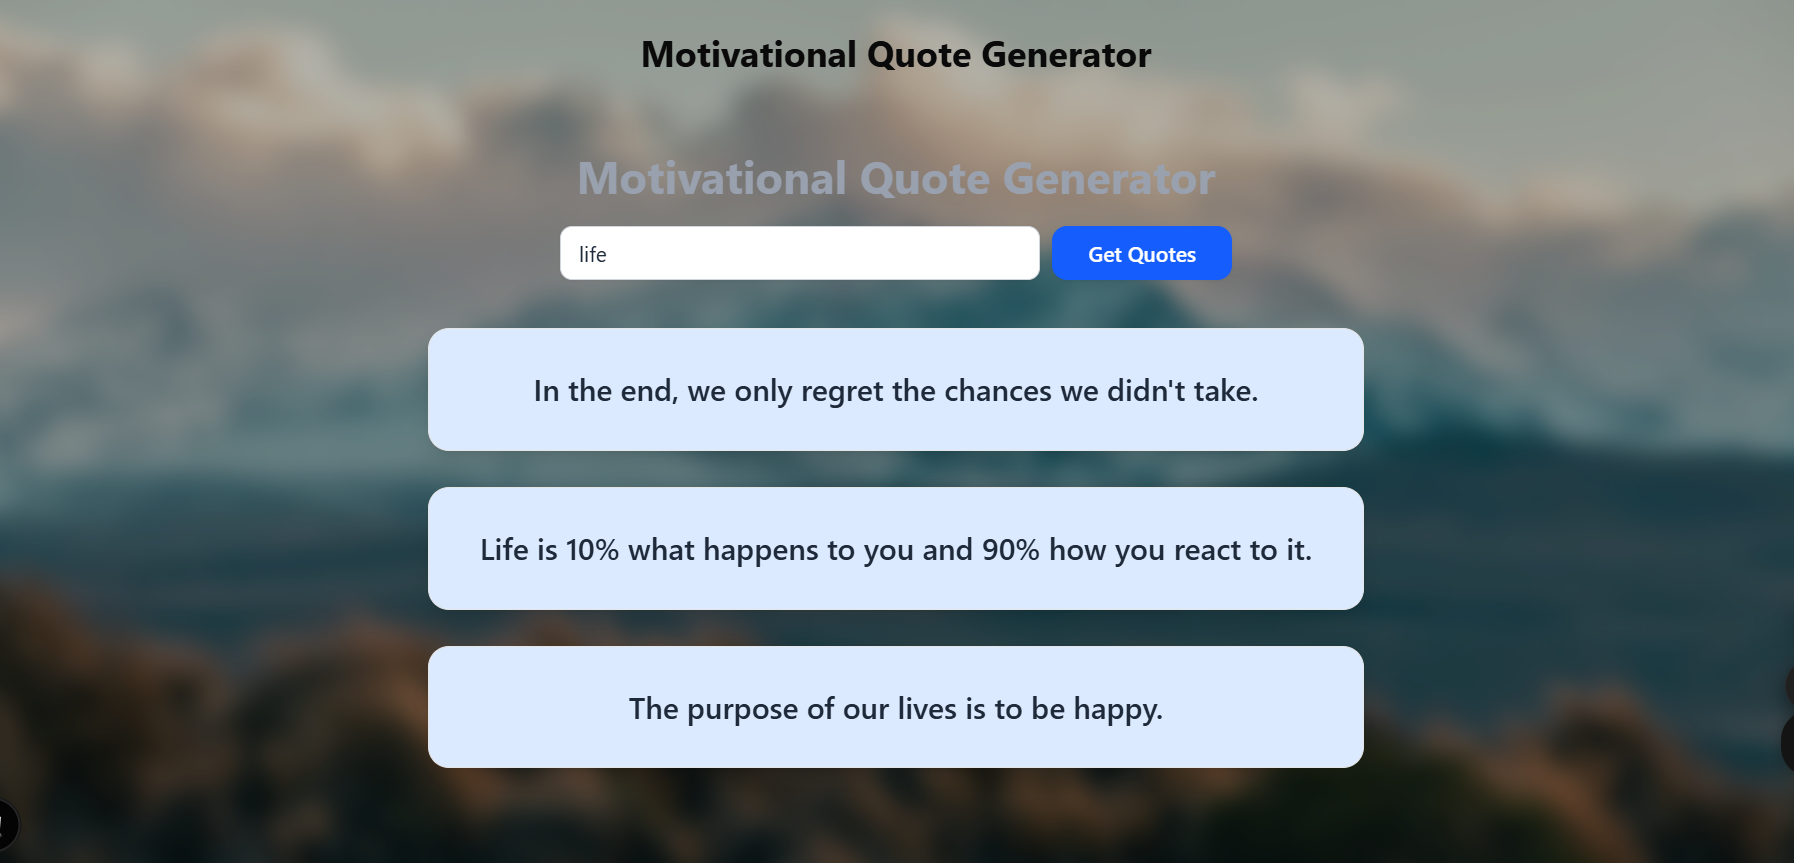 Motivational Quote Generator
Motivational Quote Generator
life
Get Quotes
In the end, we only regret the chances we didn't take.
Life is 10% what happens to you and 90% how you react to it.
The purpose of our lives is to be happy.